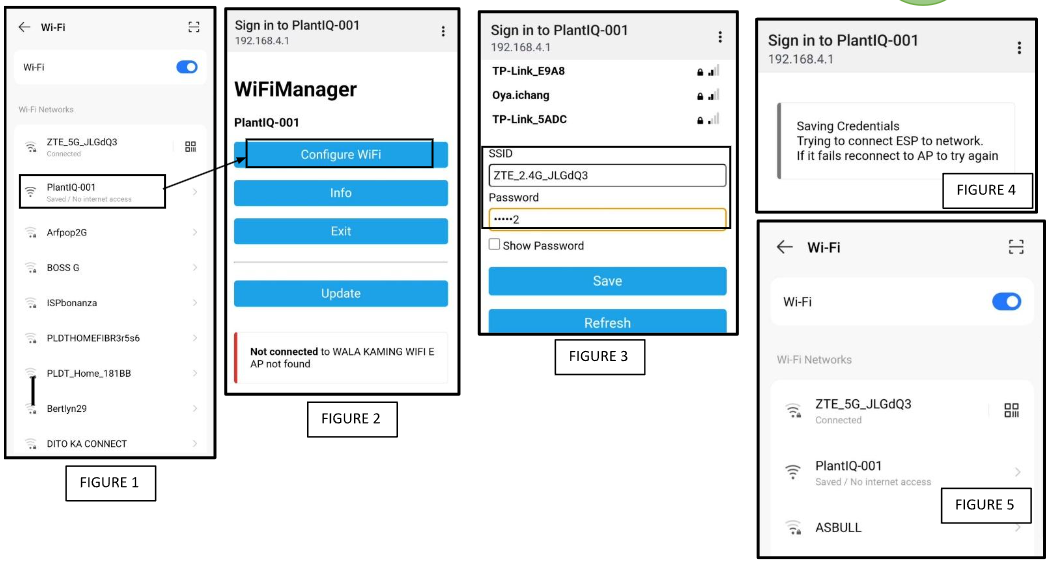 Wi-Fi
Wi-Fi
Wi-Fi Networks
ZTE_5G_JLGdQ3
Connected
PlantIQ-001
Saved / No internet access
Arfpop2G
BOSS G
ISPbonanza
PLDTHOMEFIBR3r5s6
PLDT_Home_181BB
Bertlyn29
DITO KA CONNECT
FIGURE 1
Sign in to PlantIQ-001
192.168.4.1
WiFiManager
PlantIQ-001
Configure WiFi
Info
Exit
Update
Not connected to WALA KAMING WIFI E
AP not found
FIGURE 2
Sign in to PlantIQ-001
192.168.4.1
TP-Link_E9A8
Oya.ichang
TP-Link_5ADC
SSID
ZTE_2.4G_JLGdQ3
Password
•••••2
Show Password
Save
Refresh
FIGURE 3
Sign in to PlantIQ-001
192.168.4.1
Saving Credentials
Trying to connect ESP to network.
If it fails reconnect to AP to try again
FIGURE 4
Wi-Fi
Wi-Fi
Wi-Fi Networks
ZTE_5G_JLGdQ3
Connected
PlantIQ-001
Saved / No internet access
ASBULL
FIGURE 5